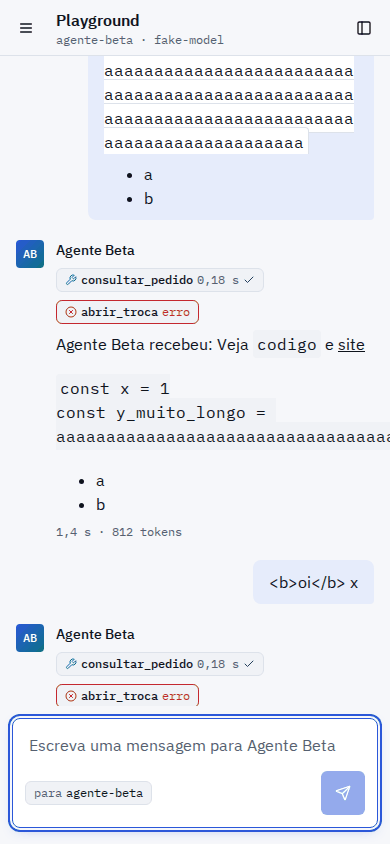 Playground
agente-beta · fake-model
aaaaaaaaaaaaaaaaaaaaaaaaaa
aaaaaaaaaaaaaaaaaaaaaaaaaa
aaaaaaaaaaaaaaaaaaaaaaaaaa
aaaaaaaaaaaaaaaaaaaaa
• a
• b
AB
Agente Beta
consultar_pedido 0,18 s
abrir_troca erro
Agente Beta recebeu: Veja codigo e site
const x = 1
const y_muito_longo =
aaaaaaaaaaaaaaaaaaaaaaaaaaaaaaaaaaa
• a
• b
1,4 s · 812 tokens
<b>oi</b> x
AB
Agente Beta
consultar_pedido 0,18 s
abrir_troca erro
Escreva uma mensagem para Agente Beta
para agente-beta